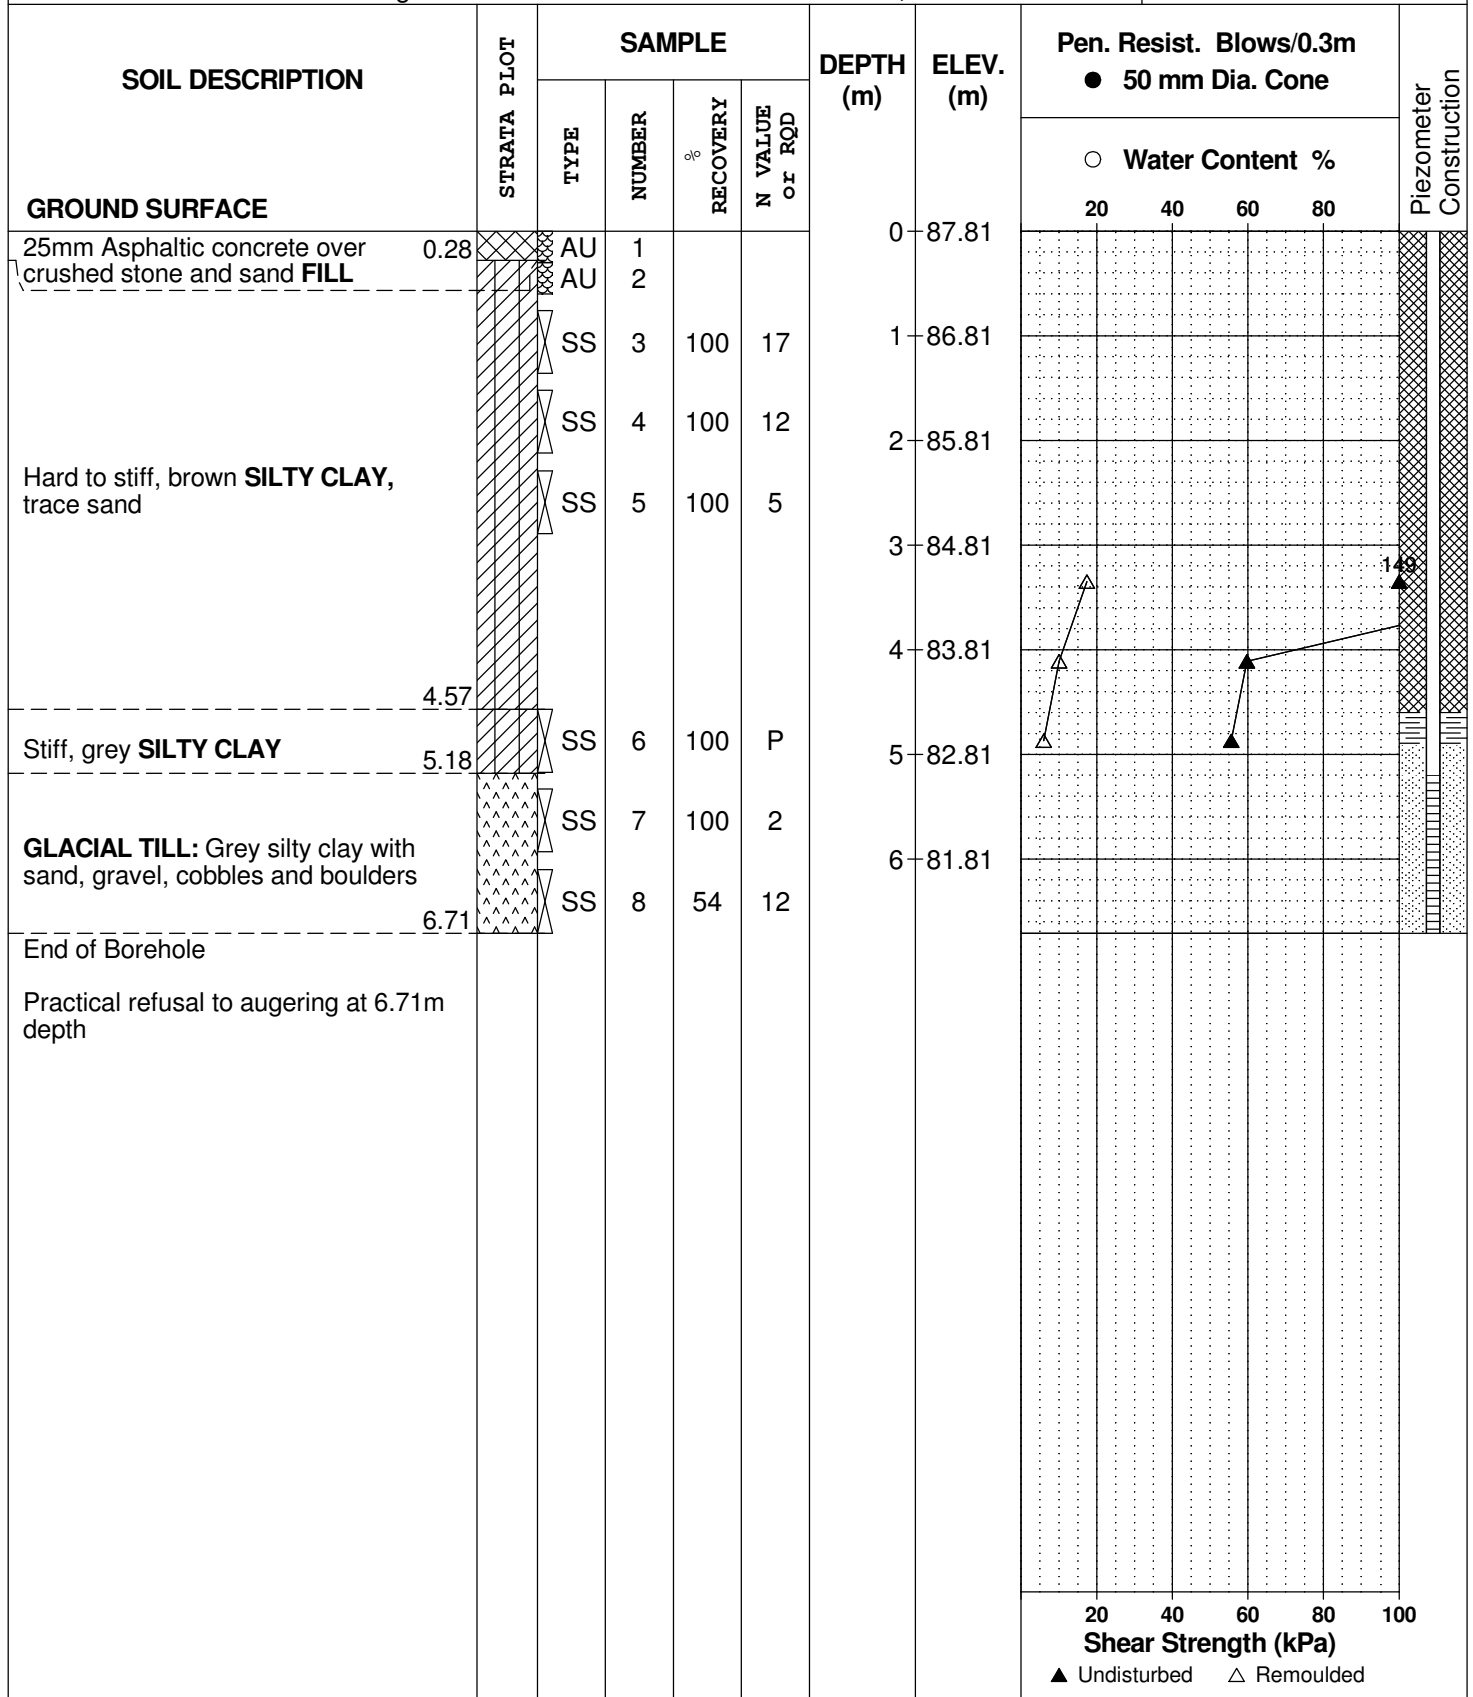 SOIL DESCRIPTION
GROUND SURFACE
STRATA PLOT
SAMPLE
TYPE
NUMBER
% RECOVERY
N VALUE or RQD
DEPTH (m)
ELEV. (m)
Pen. Resist. Blows/0.3m
● 50 mm Dia. Cone
○ Water Content %
20 40 60 80
Piezometer Construction
0 87.81
25mm Asphaltic concrete over 0.28
crushed stone and sand FILL
AU 1
AU 2
SS 3 100 17
1 86.81
SS 4 100 12
2 85.81
Hard to stiff, brown SILTY CLAY,
trace sand
SS 5 100 5
3 84.81
149
4 83.81
4.57
Stiff, grey SILTY CLAY
5.18
SS 6 100 P
5 82.81
SS 7 100 2
GLACIAL TILL: Grey silty clay with
sand, gravel, cobbles and boulders
6 81.81
6.71
SS 8 54 12
End of Borehole
Practical refusal to augering at 6.71m
depth
20 40 60 80 100
Shear Strength (kPa)
▲ Undisturbed △ Remoulded